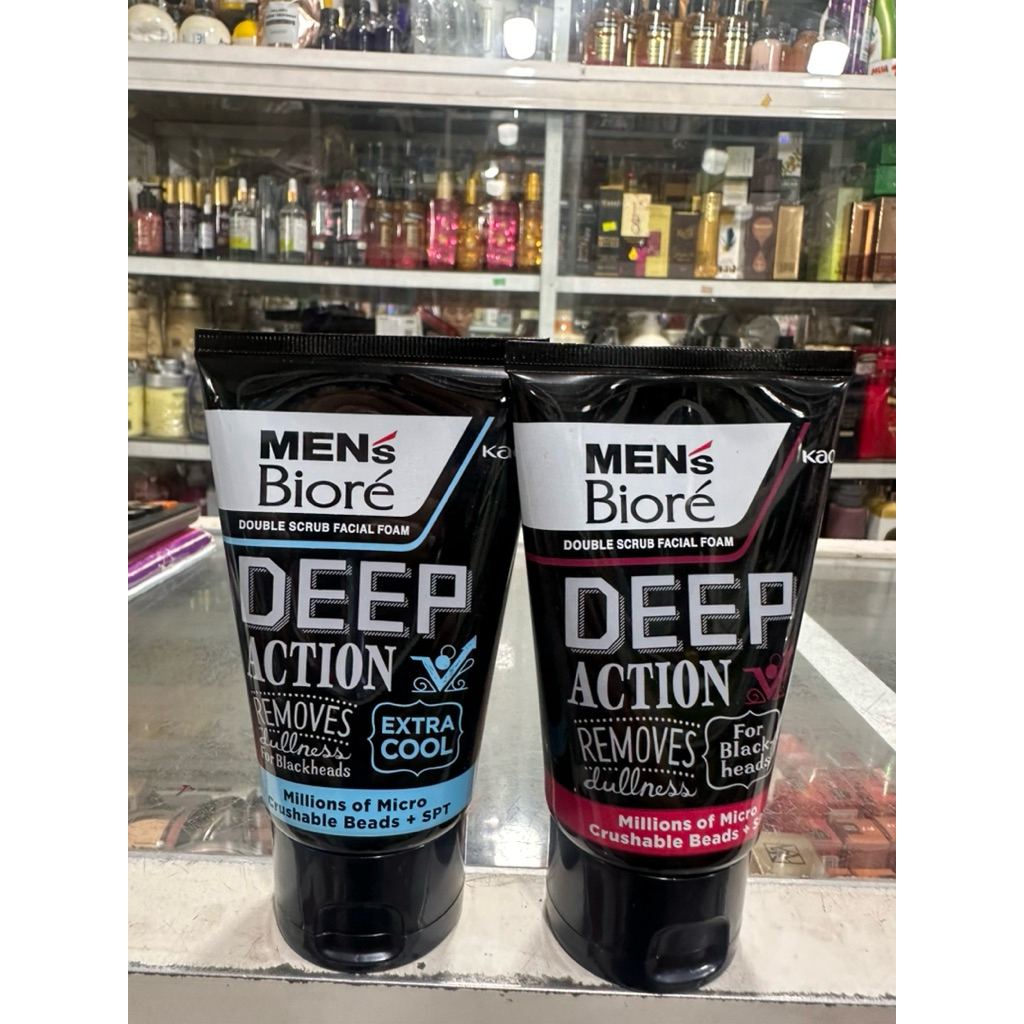 MEN's
Bioré
Kao
DOUBLE SCRUB FACIAL FOAM
DEEP
ACTION
REMOVES
dullness
For Blackheads
EXTRA
COOL
Millions of Micro
Crushable Beads + SPT
MEN's
Bioré
Kao
DOUBLE SCRUB FACIAL FOAM
DEEP
ACTION
REMOVES
dullness
For
Black-
heads
Millions of Micro
Crushable Beads + S